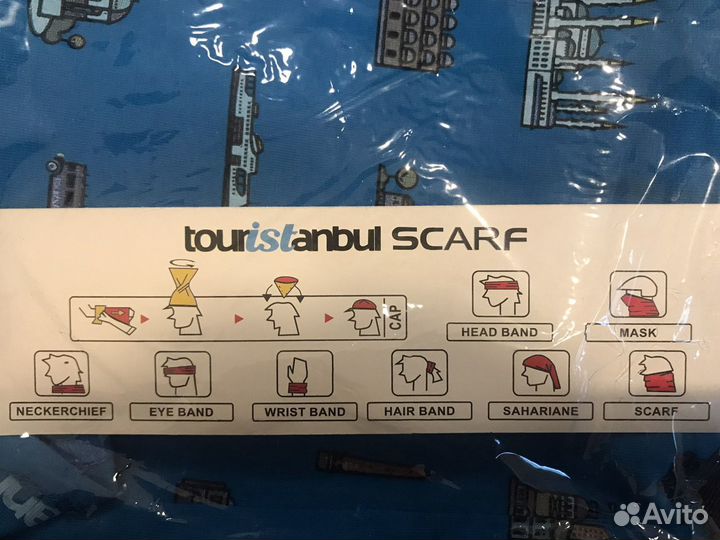 touristanbul SCARF
CAP
HEAD BAND
MASK
NECKERCHIEF
EYE BAND
WRIST BAND
HAIR BAND
SAHARIANE
SCARF
Avito